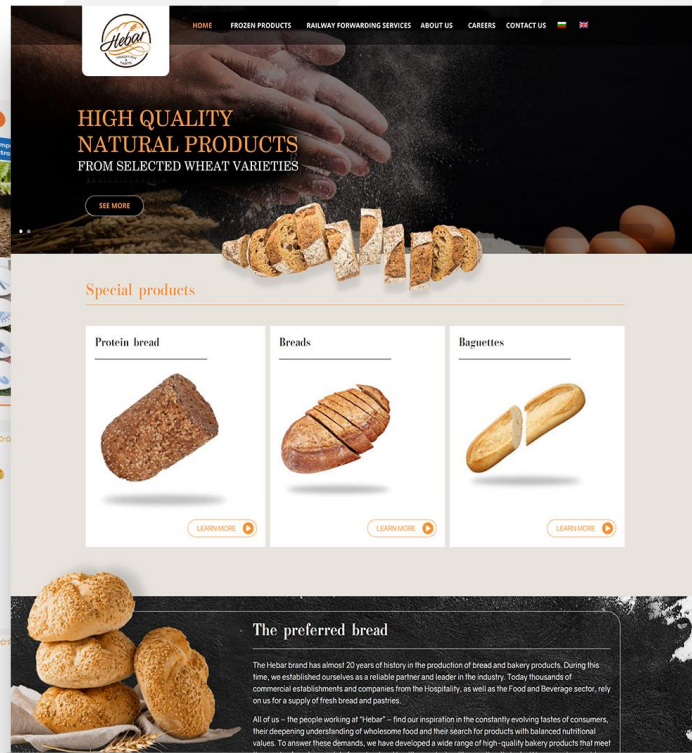 Hebar
HOME FROZEN PRODUCTS RAILWAY FORWARDING SERVICES ABOUT US CAREERS CONTACT US
HIGH QUALITY
NATURAL PRODUCTS
FROM SELECTED WHEAT VARIETIES
SEE MORE
Special products
Protein bread
Breads
Baguettes
LEARN MORE
LEARN MORE
LEARN MORE
The preferred bread
The Hebar brand has almost 20 years of history in the production of bread and bakery products. During this
time, we established ourselves as a reliable partner and leader in the industry. Today thousands of
commercial establishments and companies from the Hospitality, as well as the Food and Beverage sector, rely
on us for a supply of fresh bread and pastries.
All of us – the people working at "Hebar" – find our inspiration in the constantly evolving tastes of consumers,
their deepening understanding of wholesome food and their search for products with balanced nutritional
values. To answer these demands, we have developed a wide range of high-quality bakery products that meet